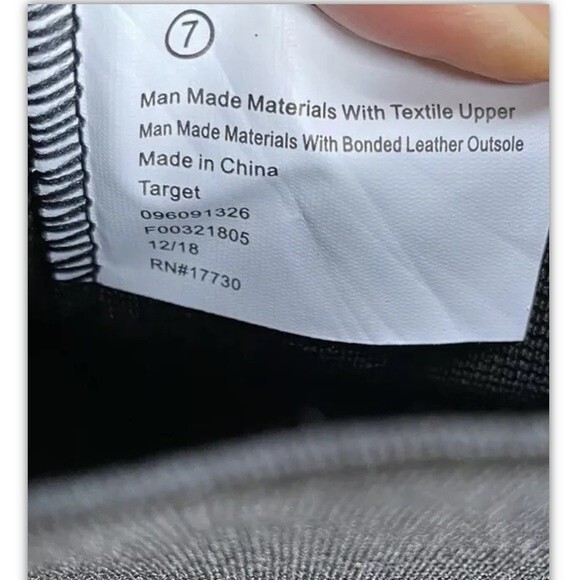 7
Man Made Materials With Textile Upper
Man Made Materials With Bonded Leather Outsole
Made in China
Target
096091326
F00321805
12/18
RN#17730